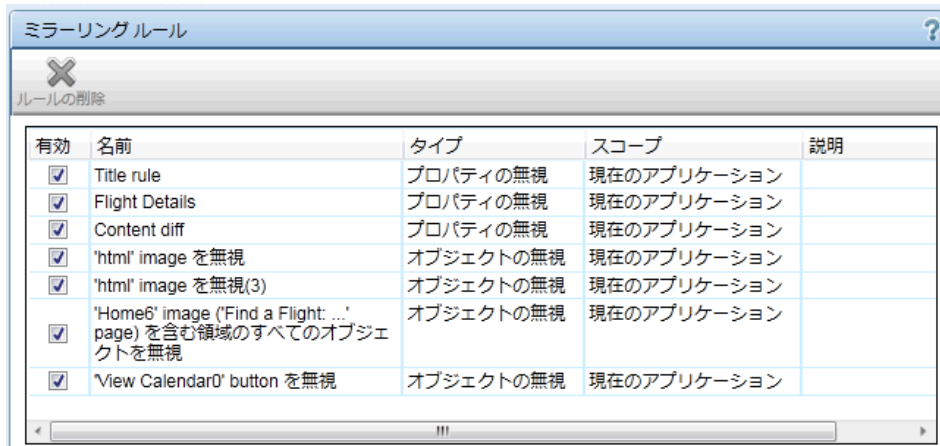 ミラーリング ルール
?
ルールの削除
有効 名前 タイプ スコープ 説明
Title rule プロパティの無視 現在のアプリケーション
Flight Details プロパティの無視 現在のアプリケーション
Content diff プロパティの無視 現在のアプリケーション
'html' image を無視 オブジェクトの無視 現在のアプリケーション
'html' image を無視(3) オブジェクトの無視 現在のアプリケーション
'Home6' image ('Find a Flight: ...' オブジェクトの無視 現在のアプリケーション
page) を含む領域のすべてのオブジェ
クトを無視
'View Calendar0' button を無視 オブジェクトの無視 現在のアプリケーション